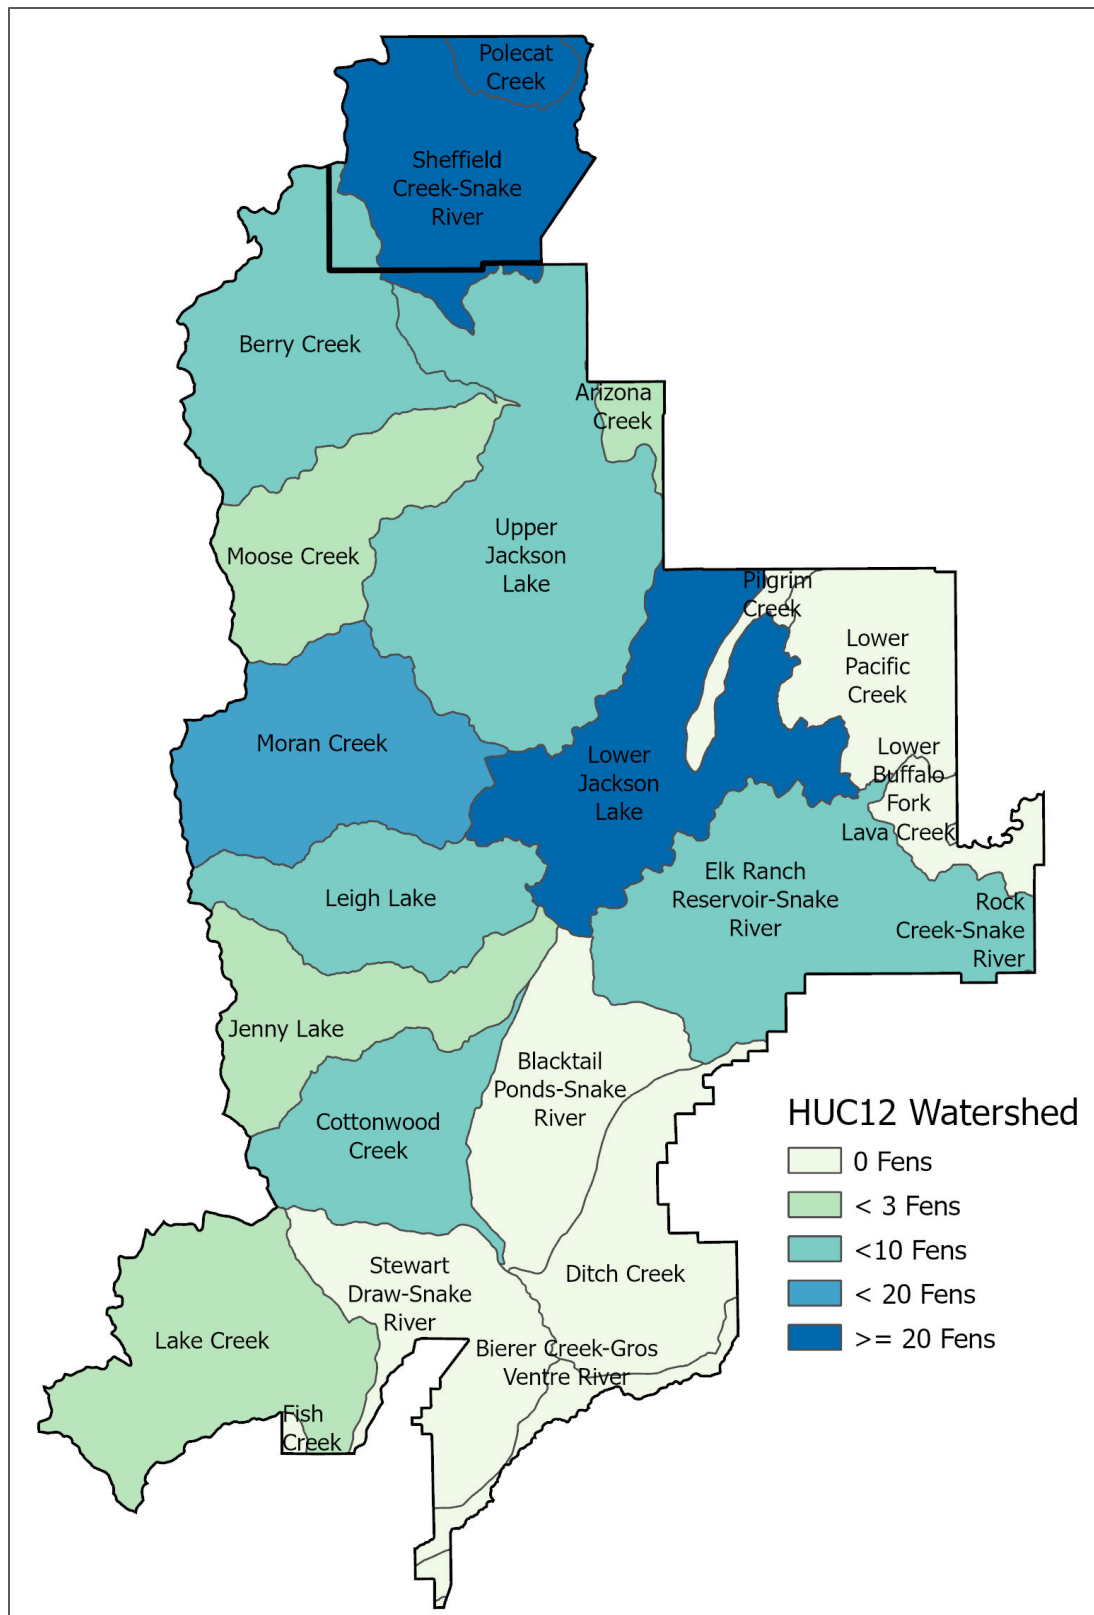 Polecat
Creek
Sheffield
Creek-Snake
River
Berry Creek
Arizona
Creek
Moose Creek
Upper
Jackson
Lake
Pilgrim
Creek
Lower
Pacific
Creek
Moran Creek
Lower
Jackson
Lake
Lower
Buffalo
Fork
Lava Creek
Leigh Lake
Elk Ranch
Reservoir-Snake
River
Rock
Creek-Snake
River
Jenny Lake
Blacktail
Ponds-Snake
River
Cottonwood
Creek
Stewart
Draw-Snake
River
Ditch Creek
Lake Creek
Bierer Creek-Gros
Ventre River
Fish
Creek
HUC12 Watershed
0 Fens
< 3 Fens
<10 Fens
< 20 Fens
>= 20 Fens